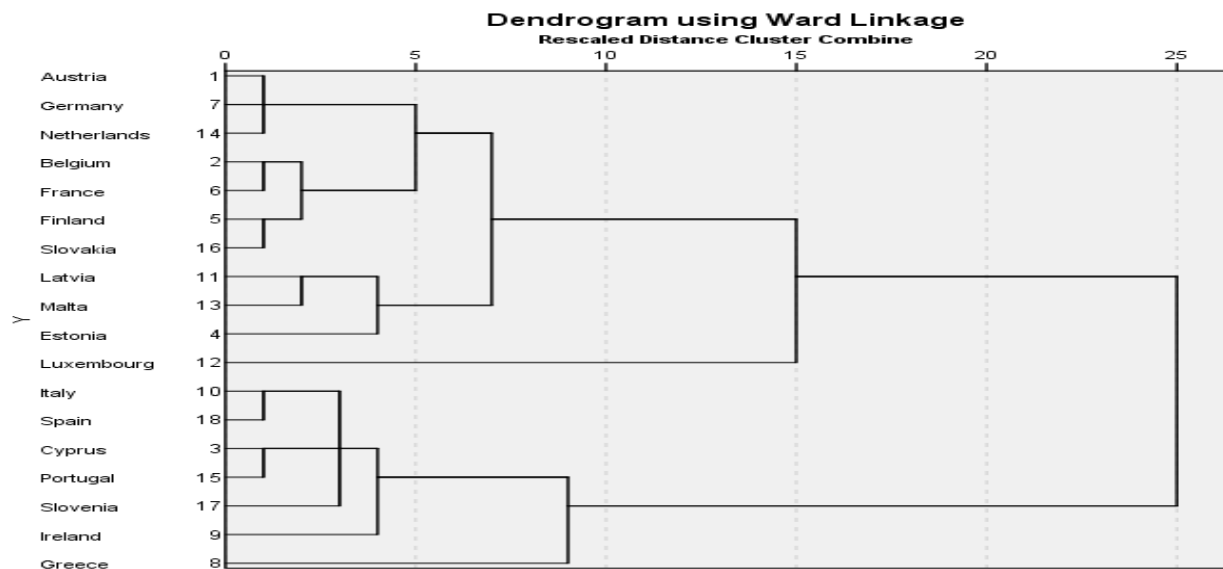 Dendrogram using Ward Linkage
Rescaled Distance Cluster Combine
0 5 10 15 20 25
Austria 1
Germany 7
Netherlands 14
Belgium 2
France 6
Finland 5
Slovakia 16
Latvia 11
Malta 13
Y
Estonia 4
Luxembourg 12
Italy 10
Spain 18
Cyprus 3
Portugal 15
Slovenia 17
Ireland 9
Greece 8